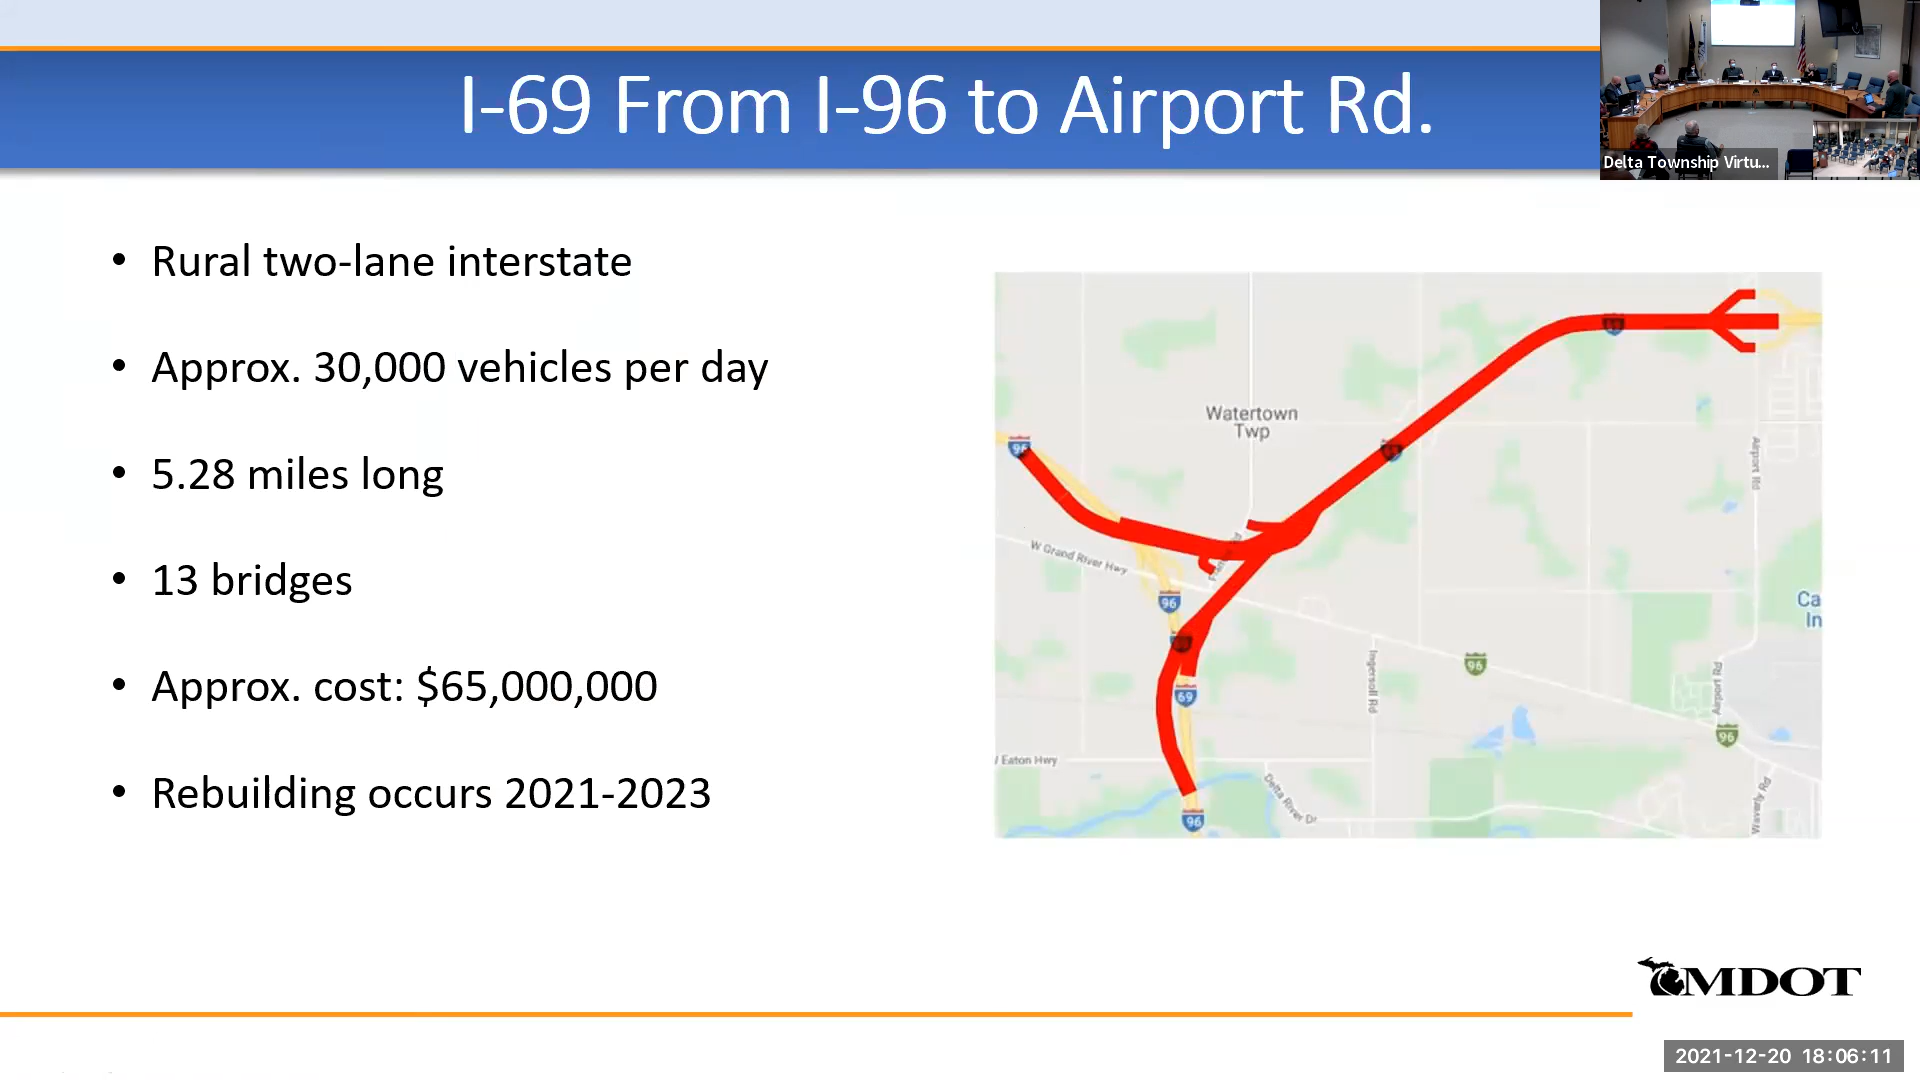 I-69 From I-96 to Airport Rd.
Delta Township Virtu...
• Rural two-lane interstate
• Approx. 30,000 vehicles per day
• 5.28 miles long
• 13 bridges
• Approx. cost: $65,000,000
• Rebuilding occurs 2021-2023
Watertown
Twp
96
Airport Rd
W Grand River Hwy
96
69
96
Ingersoll Rd
96
Airport Rd
96
Ca
In
Eaton Hwy
Delta River Dr
Waverly Rd
MDOT
2021-12-20 18:06:11